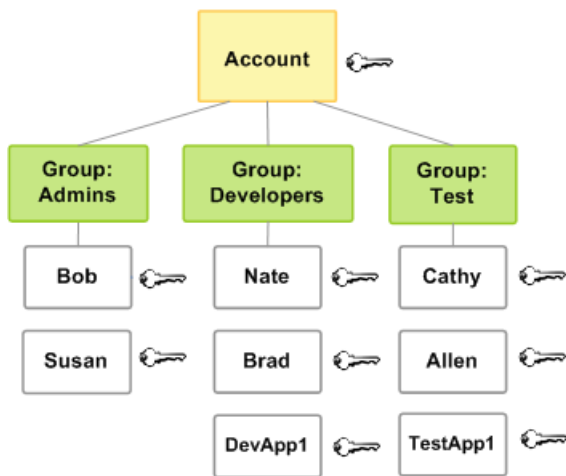 Account
Group:
Admins
Group:
Developers
Group:
Test
Bob
Nate
Cathy
Susan
Brad
Allen
DevApp1
TestApp1